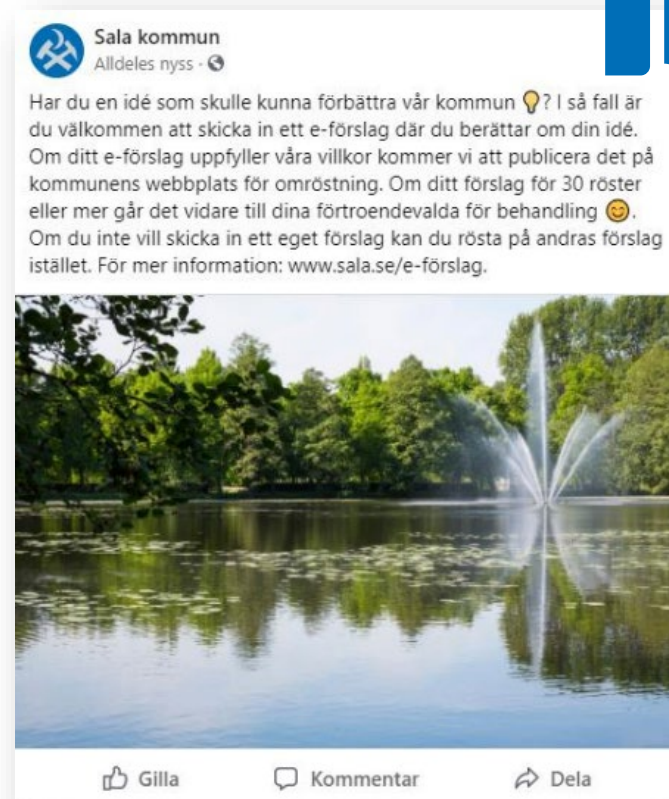 Sala kommun
Alldeles nyss ·
Har du en idé som skulle kunna förbättra vår kommun 💡? I så fall är
du välkommen att skicka in ett e-förslag där du berättar om din idé.
Om ditt e-förslag uppfyller våra villkor kommer vi att publicera det på
kommunens webbplats för omröstning. Om ditt förslag för 30 röster
eller mer går det vidare till dina förtroendevalda för behandling 😊.
Om du inte vill skicka in ett eget förslag kan du rösta på andras förslag
istället. För mer information: www.sala.se/e-förslag.
Gilla
Kommentar
Dela